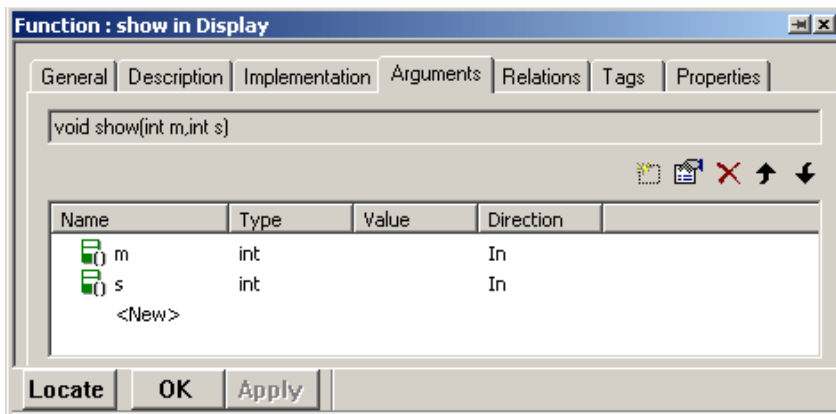 Function : show in Display
General Description Implementation Arguments Relations Tags Properties
void show(int m,int s)
Name Type Value Direction
m int In
s int In
<New>
Locate OK Apply